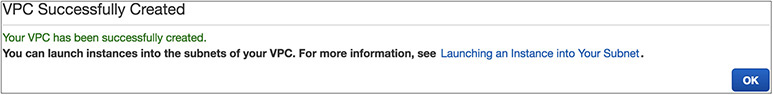 VPC Successfully Created
Your VPC has been successfully created.
You can launch instances into the subnets of your VPC. For more information, see Launching an Instance into Your Subnet.
OK